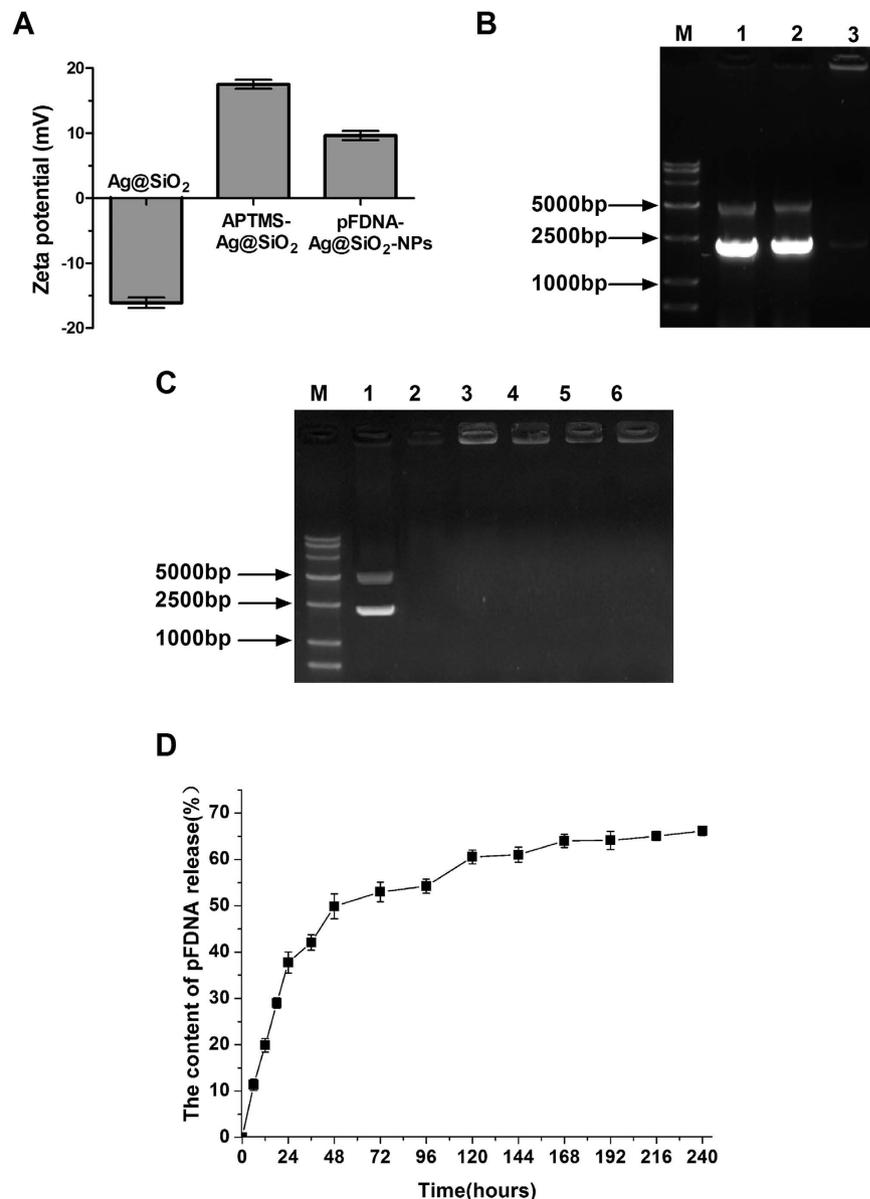 A
Zeta potential (mV)
20
10
0
-10
-20
Ag@SiO2
APTMS-
Ag@SiO2
pFDNA-
Ag@SiO2-NPs
B
M 1 2 3
5000bp
2500bp
1000bp
C
M 1 2 3 4 5 6
5000bp
2500bp
1000bp
D
The content of pFDNA release(%)
70
60
50
40
30
20
10
0
0 24 48 72 96 120 144 168 192 216 240
Time(hours)